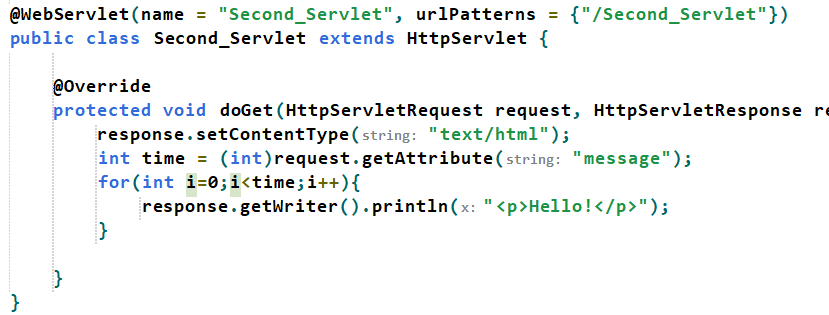 @WebServlet(name = "Second_Servlet", urlPatterns = {"/Second_Servlet"})
public class Second_Servlet extends HttpServlet {
@Override
protected void doGet(HttpServletRequest request, HttpServletResponse re
response.setContentType(string: "text/html");
int time = (int)request.getAttribute(string: "message");
for(int i=0;i<time;i++){
response.getWriter().println(x: "<p>Hello!</p>");
}
}
}